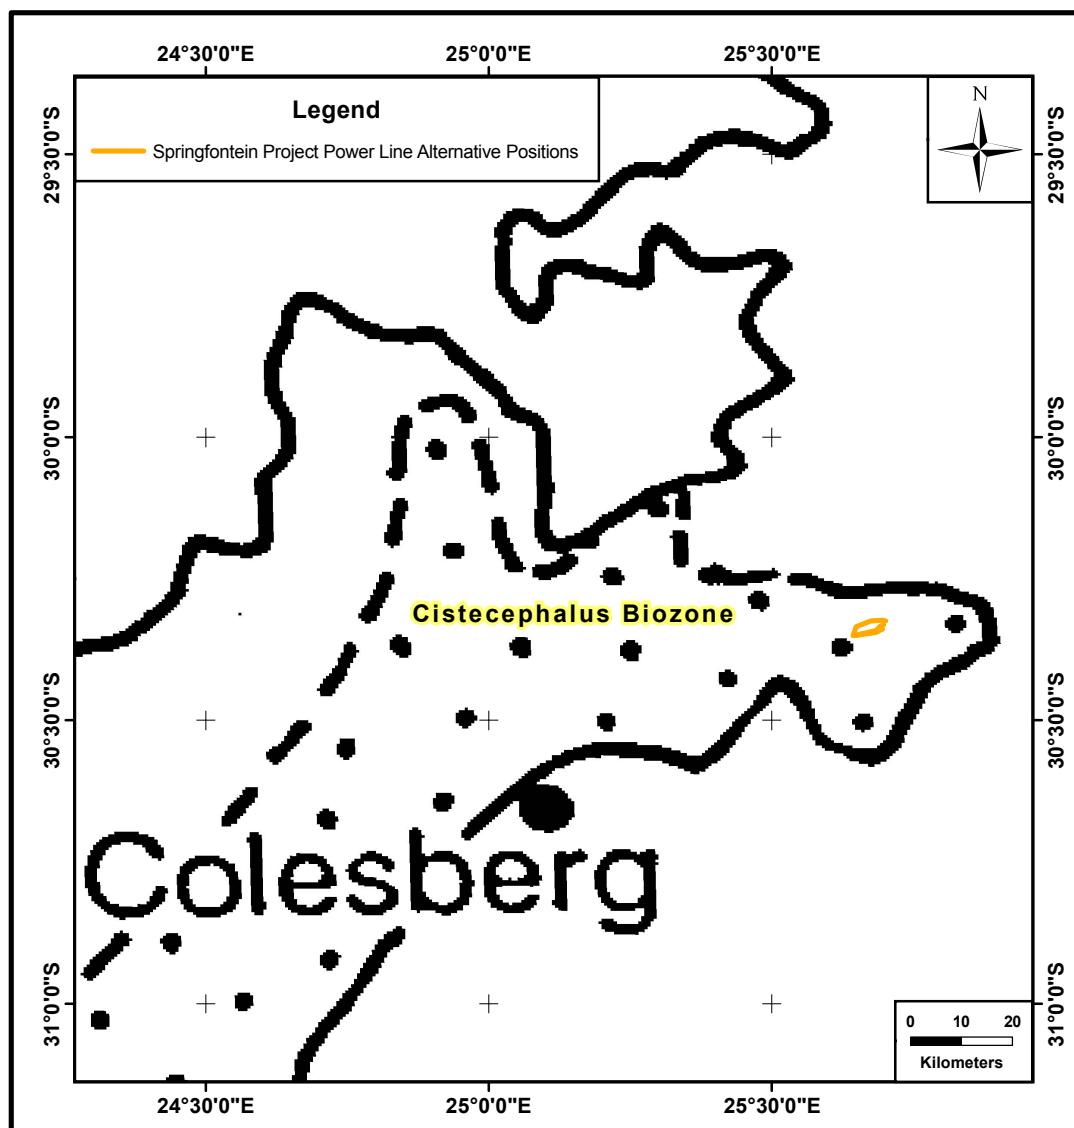 24°30'0"E 25°0'0"E 25°30'0"E
Legend
Springfontein Project Power Line Alternative Positions
N
29°30'0"S 29°30'0"S
30°0'0"S 30°0'0"S
Cistecephalus Biozone
30°30'0"S 30°30'0"S
Colesberg
31°0'0"S 31°0'0"S
0 10 20
Kilometers
24°30'0"E 25°0'0"E 25°30'0"E